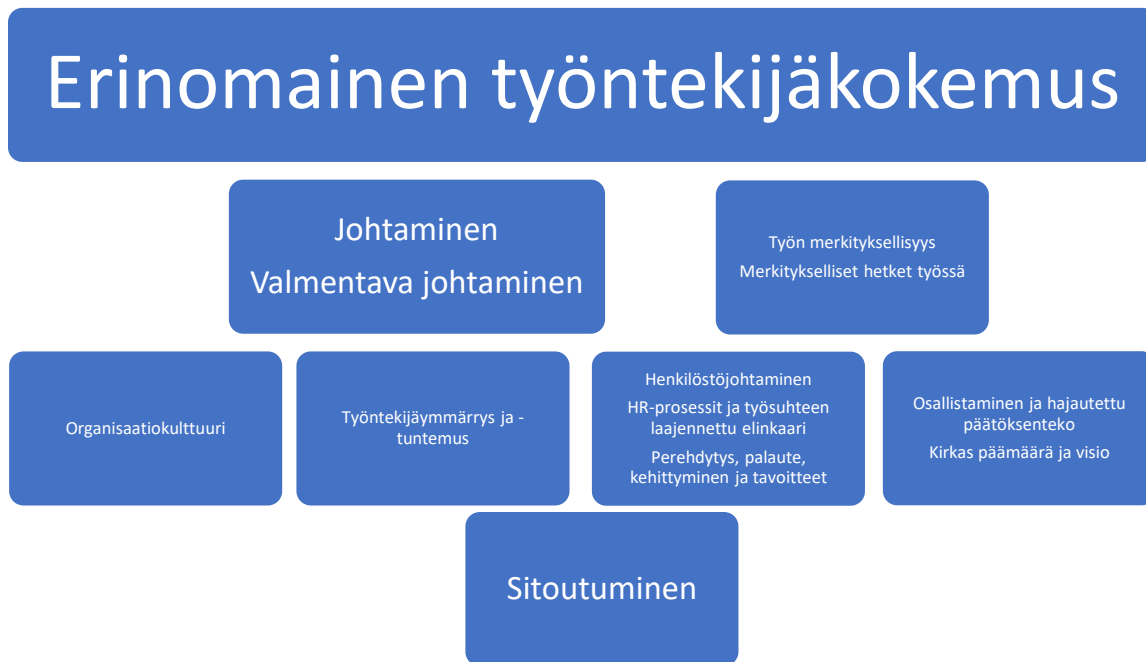 Erinomainen työntekijäkokemus
Johtaminen
Valmentava johtaminen
Työn merkityksellisyys
Merkitykselliset hetket työssä
Organisaatiokulttuuri
Työntekijäymmärrys ja -
tuntemus
Henkilöstöjohtaminen
HR-prosessit ja työsuhteen
laajennettu elinkaari
Perehdytys, palaute,
kehittyminen ja tavoitteet
Osallistaminen ja hajautettu
päätöksenteko
Kirkas päämäärä ja visio
Sitoutuminen